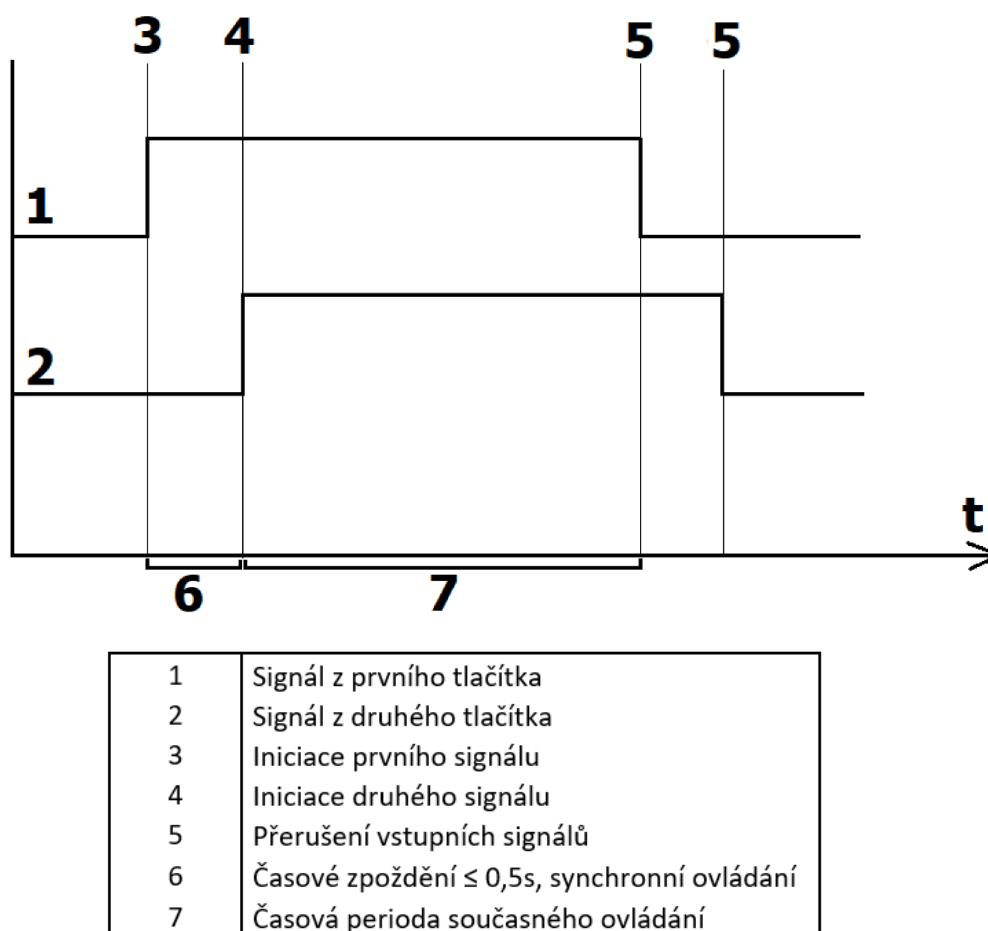 3 4 5 5
1
2
t
6 7
1 Signál z prvního tlačítka
2 Signál z druhého tlačítka
3 Iniciace prvního signálu
4 Iniciace druhého signálu
5 Přerušení vstupních signálů
6 Časové zpoždění ≤ 0,5s, synchronní ovládání
7 Časová perioda současného ovládání